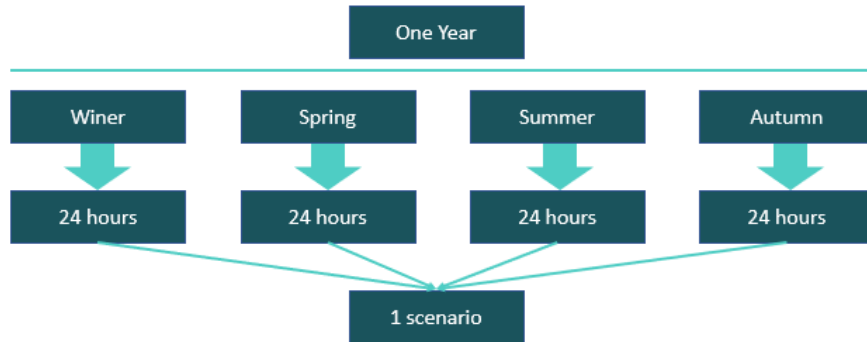 One Year
Winer
Spring
Summer
Autumn
24 hours
24 hours
24 hours
24 hours
1 scenario